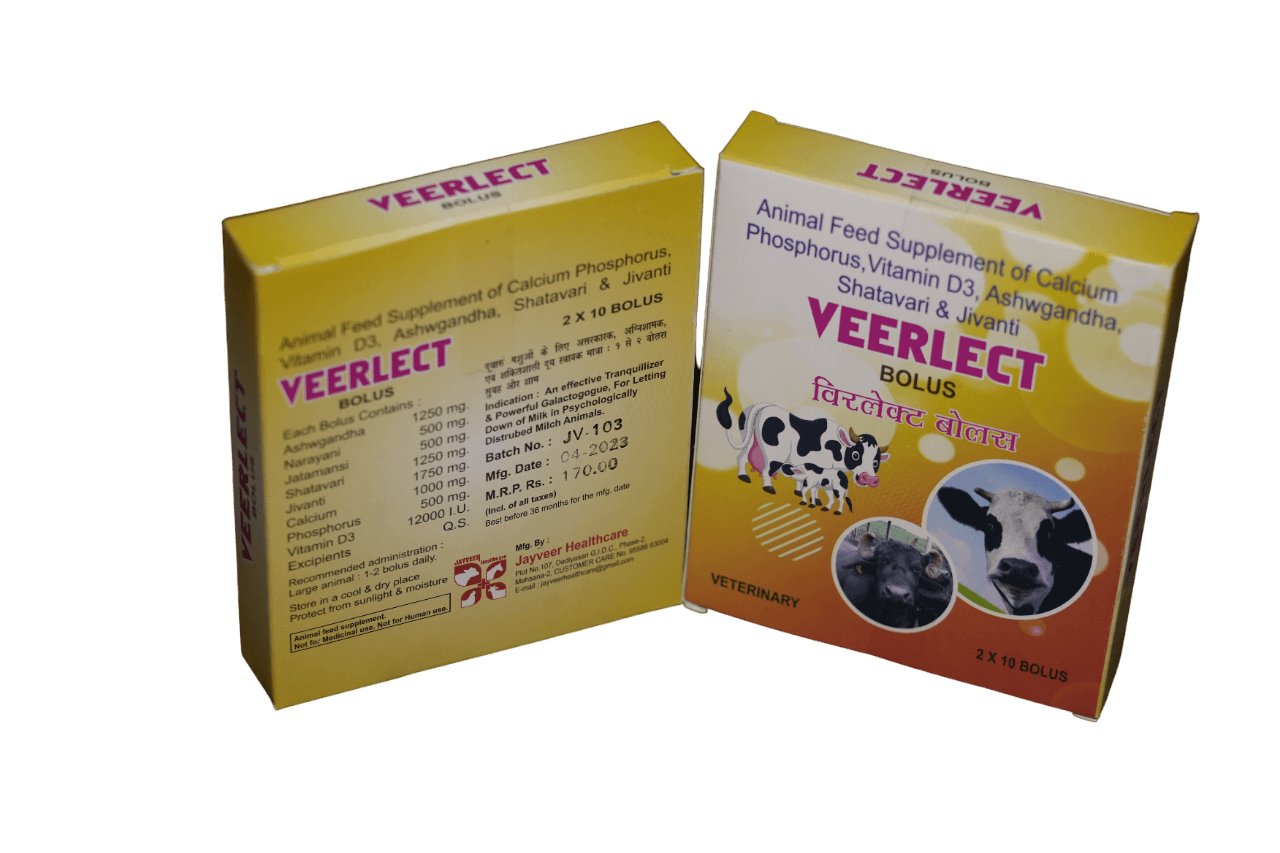 VEERLECT
BOLUS
Animal Feed Supplement of Calcium Phosphorus,
Vitamin D3, Ashwgandha, Shatavari & Jivanti
2 X 10 BOLUS
VEERLECT
BOLUS
Each Bolus Contains :
Ashwgandha 1250 mg.
Narayani 500 mg.
Jatamansi 500 mg.
Shatavari 1250 mg.
Jivanti 1750 mg.
Calcium 1000 mg.
Phosphorus 500 mg.
Vitamin D3 12000 I.U.
Excipients Q.S.
Recommended administration :
Large animal : 1-2 bolus daily.
Store in a cool & dry place
Protect from sunlight & moisture
Animal feed supplement.
Not for Medicinal use. Not for Human use.
दूधारु पशुओं के लिए असरकारक, अग्निशामक,
एवं शक्तिशाली दूध स्त्रावक मात्रा : १ से २ बोलस
सुबह और शाम
Indication : An effective Tranquillizer
& Powerful Galactogogue, For Letting
Down of Milk in Psychologically
Distrubed Milch Animals.
Batch No. : JV-103
Mfg. Date : 04-2023
M.R.P. Rs. : 170.00
(Incl. of all taxes)
Best before 36 months for the mfg. date
JAYVEER HEALTHCARE
Mfg. By :
Jayveer Healthcare
Plot No.107, Dediyasan G.I.D.C., Phase-2,
Mehsana-2, CUSTOMER CARE No. 95586 63004
E-mail : jayveerhealthcare@gmail.com
VEERLECT
BOLUS
VEERLECT
BOLUS
Animal Feed Supplement of Calcium
Phosphorus,Vitamin D3, Ashwgandha,
Shatavari & Jivanti
VEERLECT
BOLUS
विरलेक्ट बोलस
VETERINARY
2 X 10 BOLUS